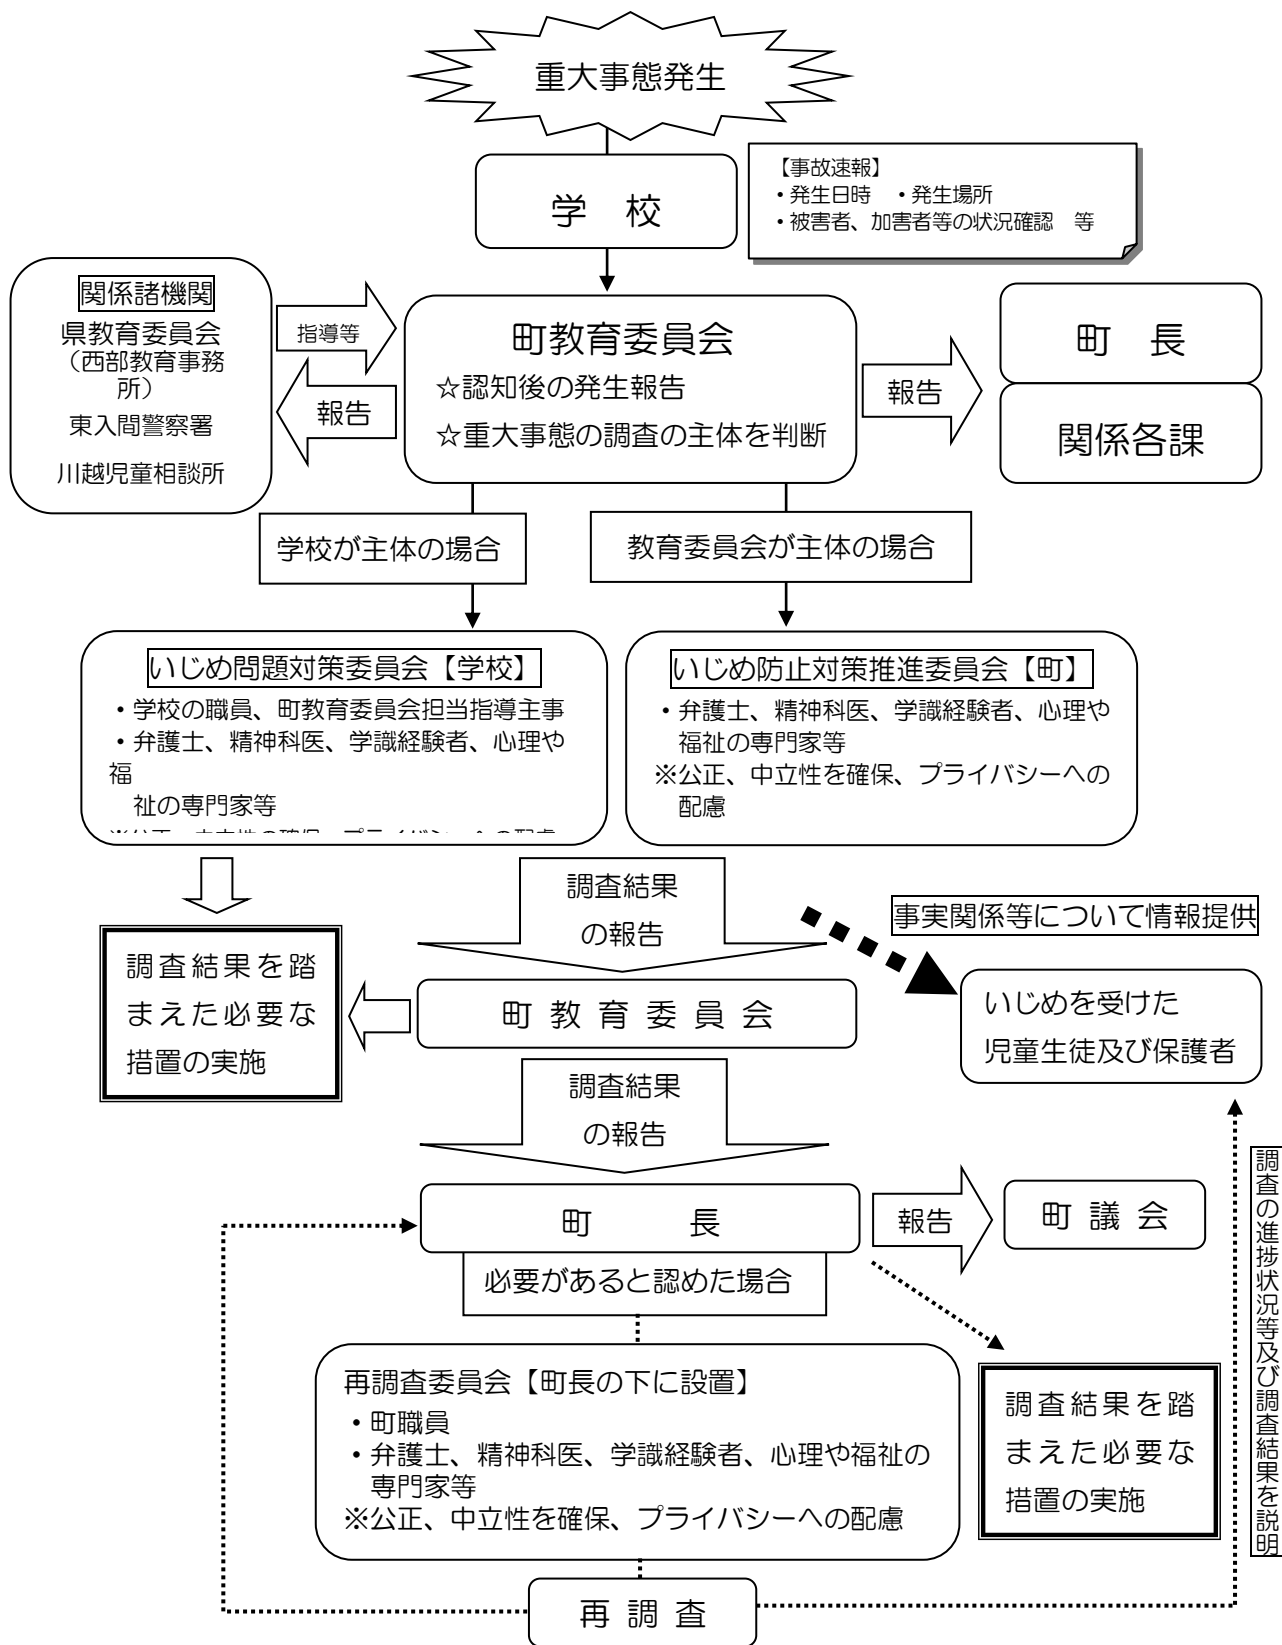 重大事態発生
学　校
【事故速報】
・発生日時　・発生場所
・被害者、加害者等の状況確認　等
関係諸機関
県教育委員会
（西部教育事務
所）
東入間警察署
川越児童相談所
指導等
報告
町教育委員会
☆認知後の発生報告
☆重大事態の調査の主体を判断
報告
町　長
関係各課
学校が主体の場合
教育委員会が主体の場合
いじめ問題対策委員会【学校】
・学校の職員、町教育委員会担当指導主事
・弁護士、精神科医、学識経験者、心理や
福
祉の専門家等
いじめ防止対策推進委員会【町】
・弁護士、精神科医、学識経験者、心理や
福祉の専門家等
※公正、中立性を確保、プライバシーへの
配慮
調査結果
の報告
事実関係等について情報提供
調査結果を踏
まえた必要な
措置の実施
町教育委員会
いじめを受けた
児童生徒及び保護者
調査結果
の報告
町　　長
報告
町議会
必要があると認めた場合
調査の進捗状況等及び調査結果を説明
再調査委員会【町長の下に設置】
・町職員
・弁護士、精神科医、学識経験者、心理や福祉の
専門家等
※公正、中立性を確保、プライバシーへの配慮
調査結果を踏
まえた必要な
措置の実施
再調査